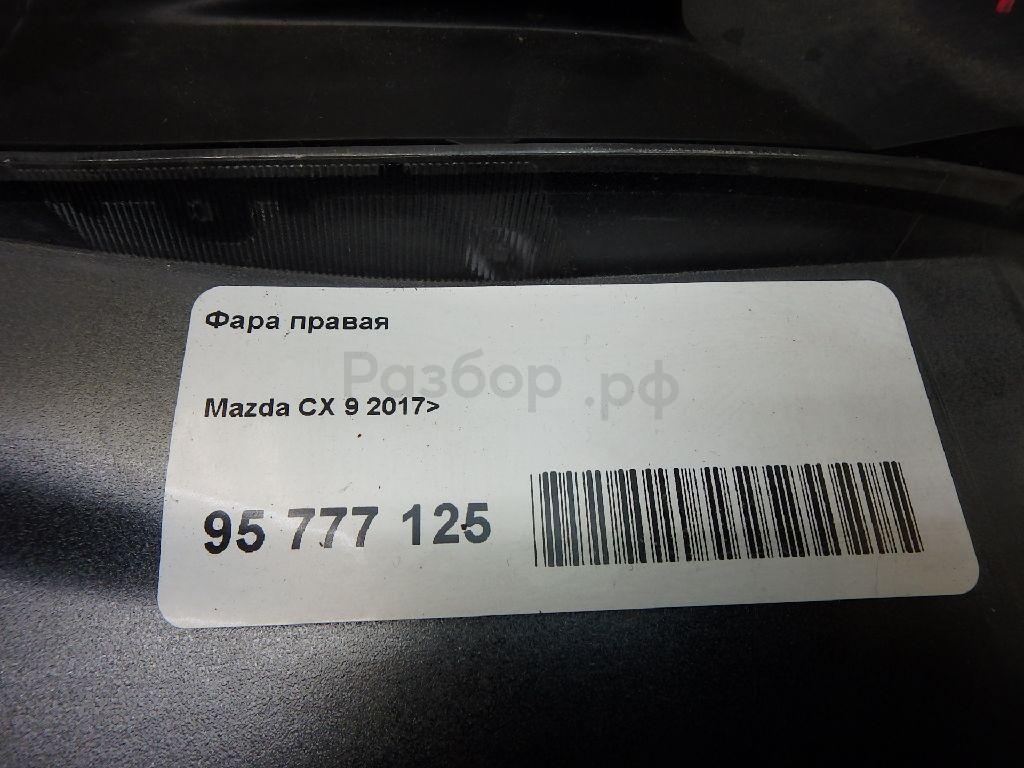 Фара правая
Разбор.рф
Mazda CX 9 2017>
95 777 125